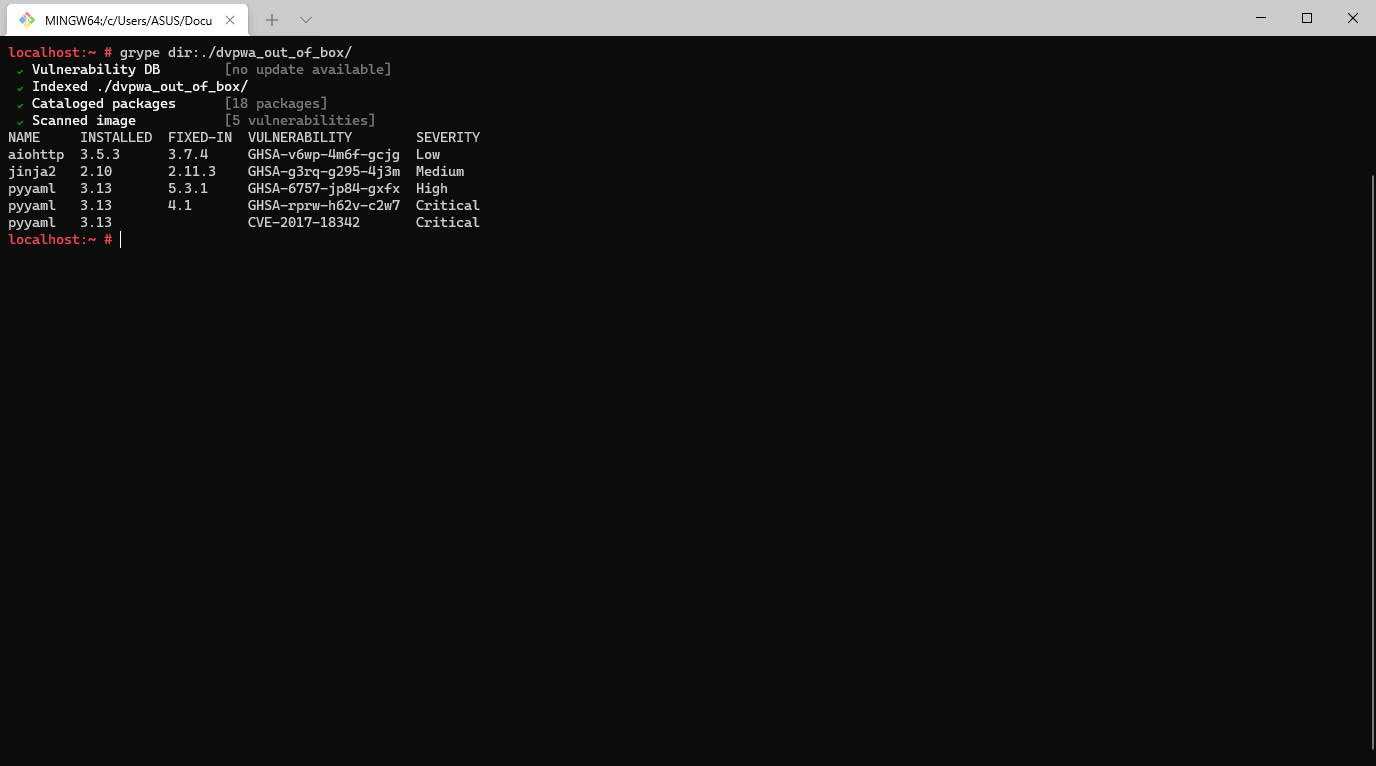 MINGW64:/c/Users/ASUS/Docu
localhost:~ # grype dir:./dvpwa_out_of_box/
✓ Vulnerability DB        [no update available]
✓ Indexed ./dvpwa_out_of_box/
✓ Cataloged packages      [18 packages]
✓ Scanned image           [5 vulnerabilities]
NAME     INSTALLED  FIXED-IN  VULNERABILITY        SEVERITY
aiohttp  3.5.3      3.7.4     GHSA-v6wp-4m6f-gcjg  Low
jinja2   2.10       2.11.3    GHSA-g3rq-g295-4j3m  Medium
pyyaml   3.13       5.3.1     GHSA-6757-jp84-gxfx  High
pyyaml   3.13       4.1       GHSA-rprw-h62v-c2w7  Critical
pyyaml   3.13                 CVE-2017-18342       Critical
localhost:~ #